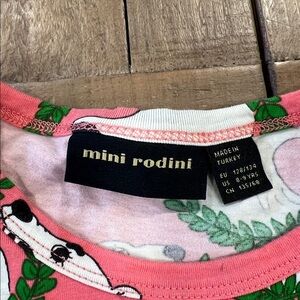 mini rodini
MADE IN
TURKEY
EU 128/134
US 8-9 YRS
CN 135/68